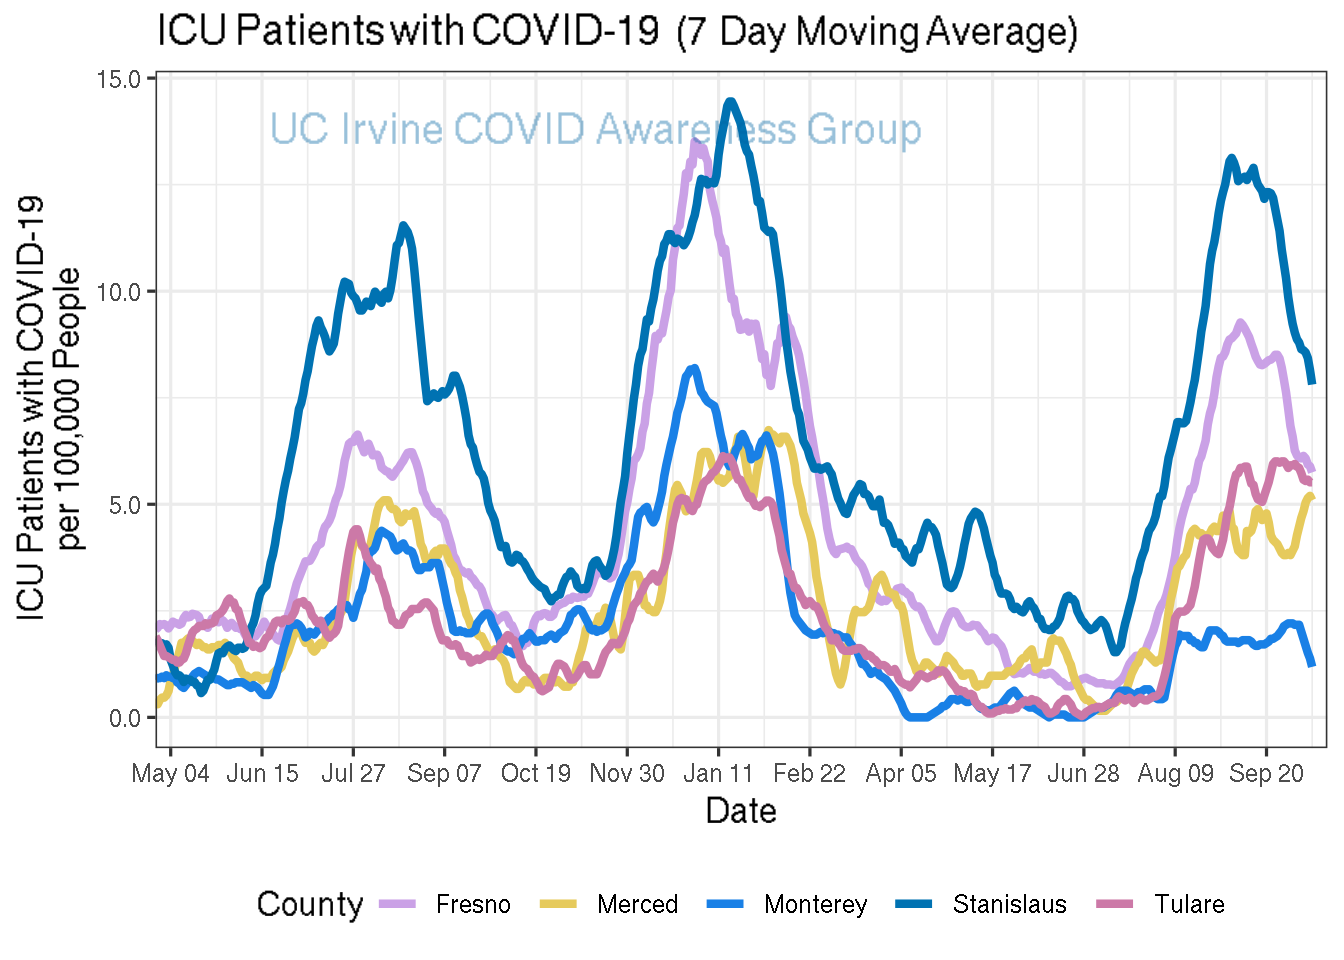 ICU Patients with COVID-19 (7 Day Moving Average)
UC Irvine COVID Awareness Group
ICU Patients with COVID-19
per 100,000 People
15.0
10.0
5.0
0.0
May 04 Jun 15 Jul 27 Sep 07 Oct 19 Nov 30 Jan 11 Feb 22 Apr 05 May 17 Jun 28 Aug 09 Sep 20
Date
County Fresno Merced Monterey Stanislaus Tulare